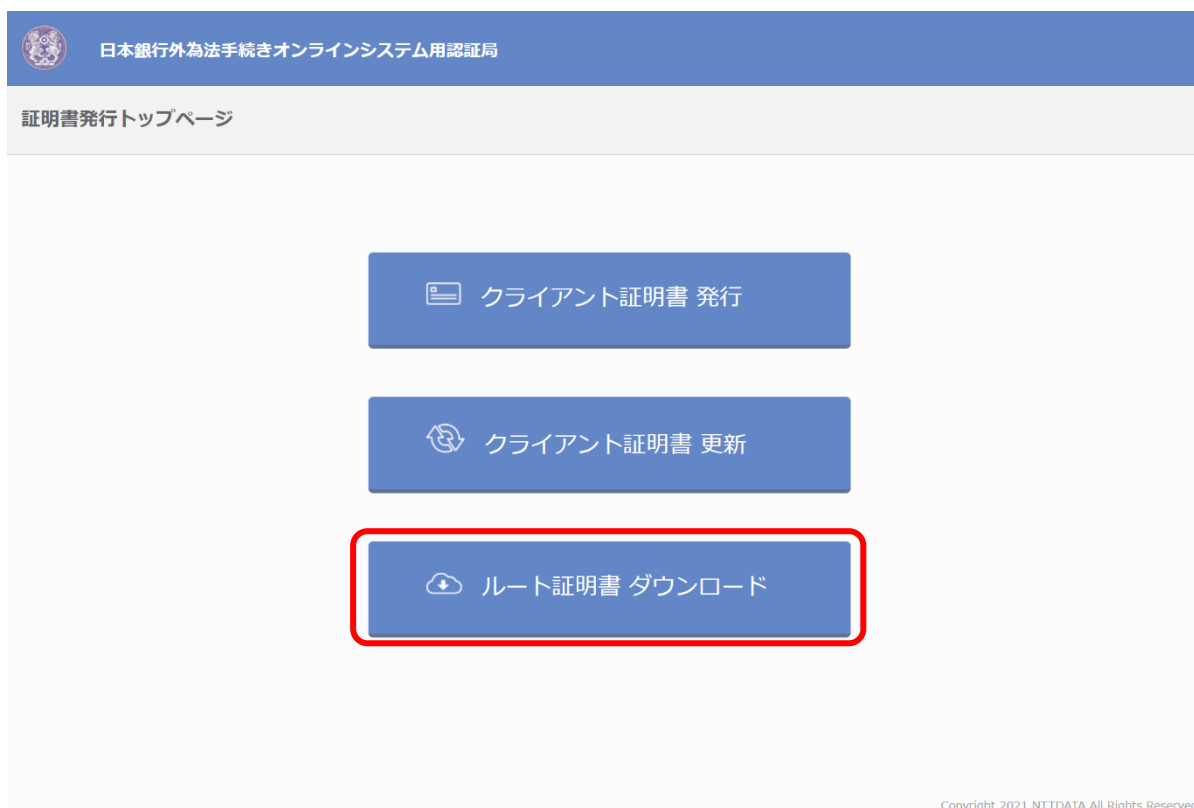 日本銀行外為法手続きオンラインシステム用認証局
証明書発行トップページ
クライアント証明書 発行
クライアント証明書 更新
ルート証明書 ダウンロード
Copyright 2021 NTTDATA All Rights Reserved